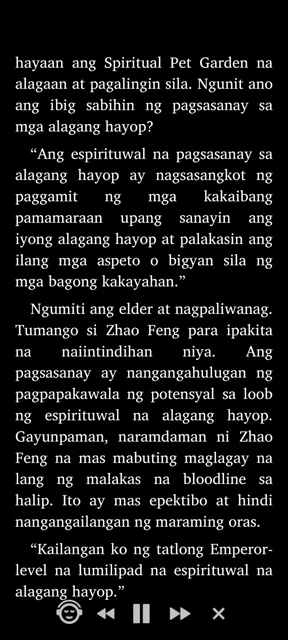 hayaan ang Spiritual Pet Garden na
alagaan at pagalingin sila. Ngunit ano
ang ibig sabihin ng pagsasanay sa
mga alagang hayop?
“Ang espirituwal na pagsasanay sa
alagang hayop ay nagsasangkot ng
paggamit ng mga kakaibang
pamamaraan upang sanayin ang
iyong alagang hayop at palakasin ang
ilang mga aspeto o bigyan sila ng
mga bagong kakayahan.”
Ngumiti ang elder at nagpaliwanag.
Tumango si Zhao Feng para ipakita
na naiintindihan niya. Ang
pagsasanay ay nangangahulugan ng
pagpapakawala ng potensyal sa loob
ng espirituwal na alagang hayop.
Gayunpaman, naramdaman ni Zhao
Feng na mas mabuting maglagay na
lang ng malakas na bloodline sa
halip. Ito ay mas epektibo at hindi
nangangailangan ng maraming oras.
“Kailangan ko ng tatlong Emperor-
level na lumilipad na espirituwal na
alagang hayop.”